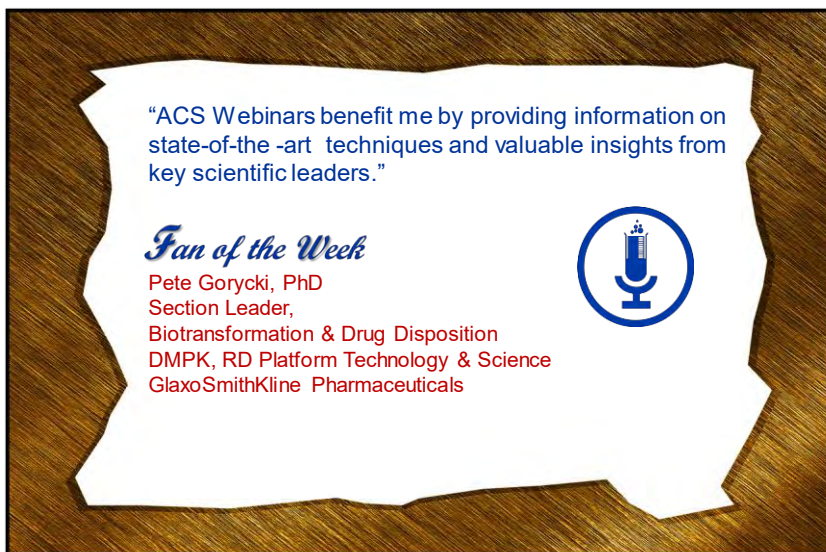 “ACS Webinars benefit me by providing information on
state-of-the -art techniques and valuable insights from
key scientific leaders.”
Fan of the Week
Pete Gorycki, PhD
Section Leader,
Biotransformation & Drug Disposition
DMPK, RD Platform Technology & Science
GlaxoSmithKline Pharmaceuticals